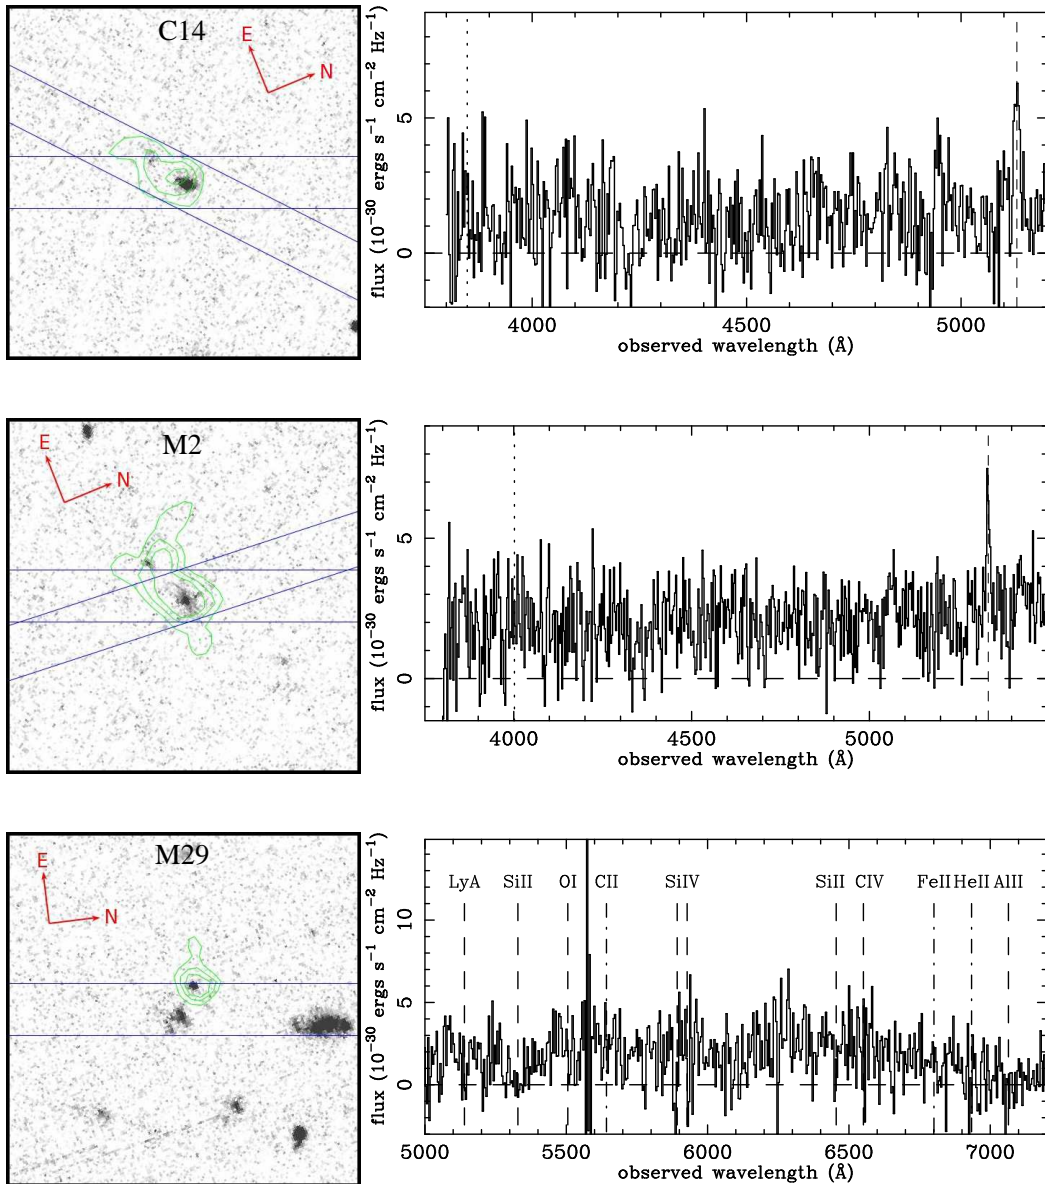 C14
E
N
flux (10⁻³⁰ ergs s⁻¹ cm⁻² Hz⁻¹)
5
0
4000 4500 5000
observed wavelength (Å)
M2
E
N
flux (10⁻³⁰ ergs s⁻¹ cm⁻² Hz⁻¹)
5
0
4000 4500 5000
observed wavelength (Å)
M29
E
N
flux (10⁻³⁰ ergs s⁻¹ cm⁻² Hz⁻¹)
LyA SiII OI CII SiIV SiII CIV FeII HeII AlIII
10
5
0
5000 5500 6000 6500 7000
observed wavelength (Å)